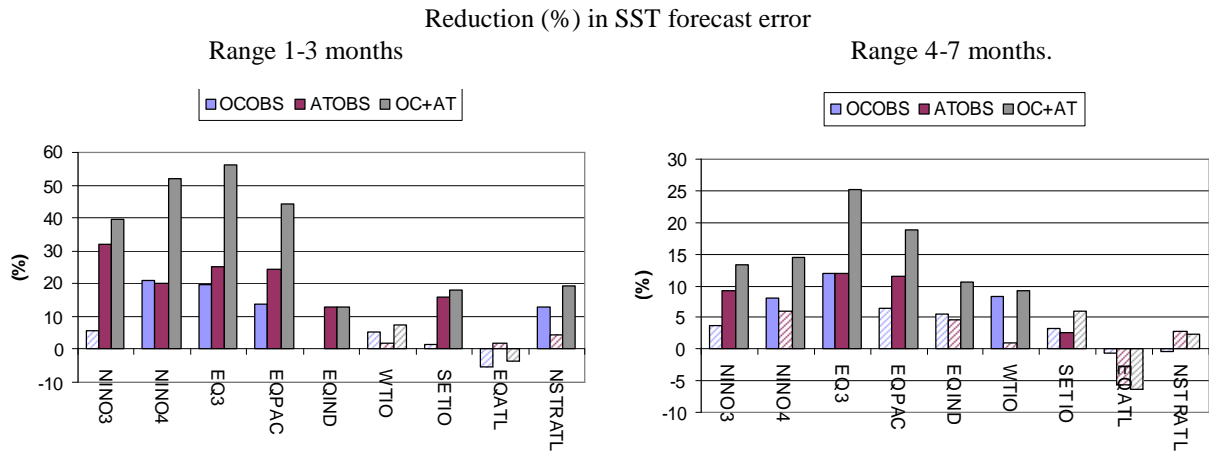 Reduction (%) in SST forecast error
Range 1-3 months
Range 4-7 months.
OCOBS ATOBS OC+AT
OCOBS ATOBS OC+AT
60
50
40
30
20
10
0
-10
(%)
NINO3
NINO4
EQ3
EQPAC
EQIND
WTIO
SETIO
EQATL
NSTRATL
30
25
20
15
10
5
0
-5
-10
(%)
NINO3
NINO4
EQ3
EQPAC
EQIND
WTIO
SETIO
EQATL
NSTRATL